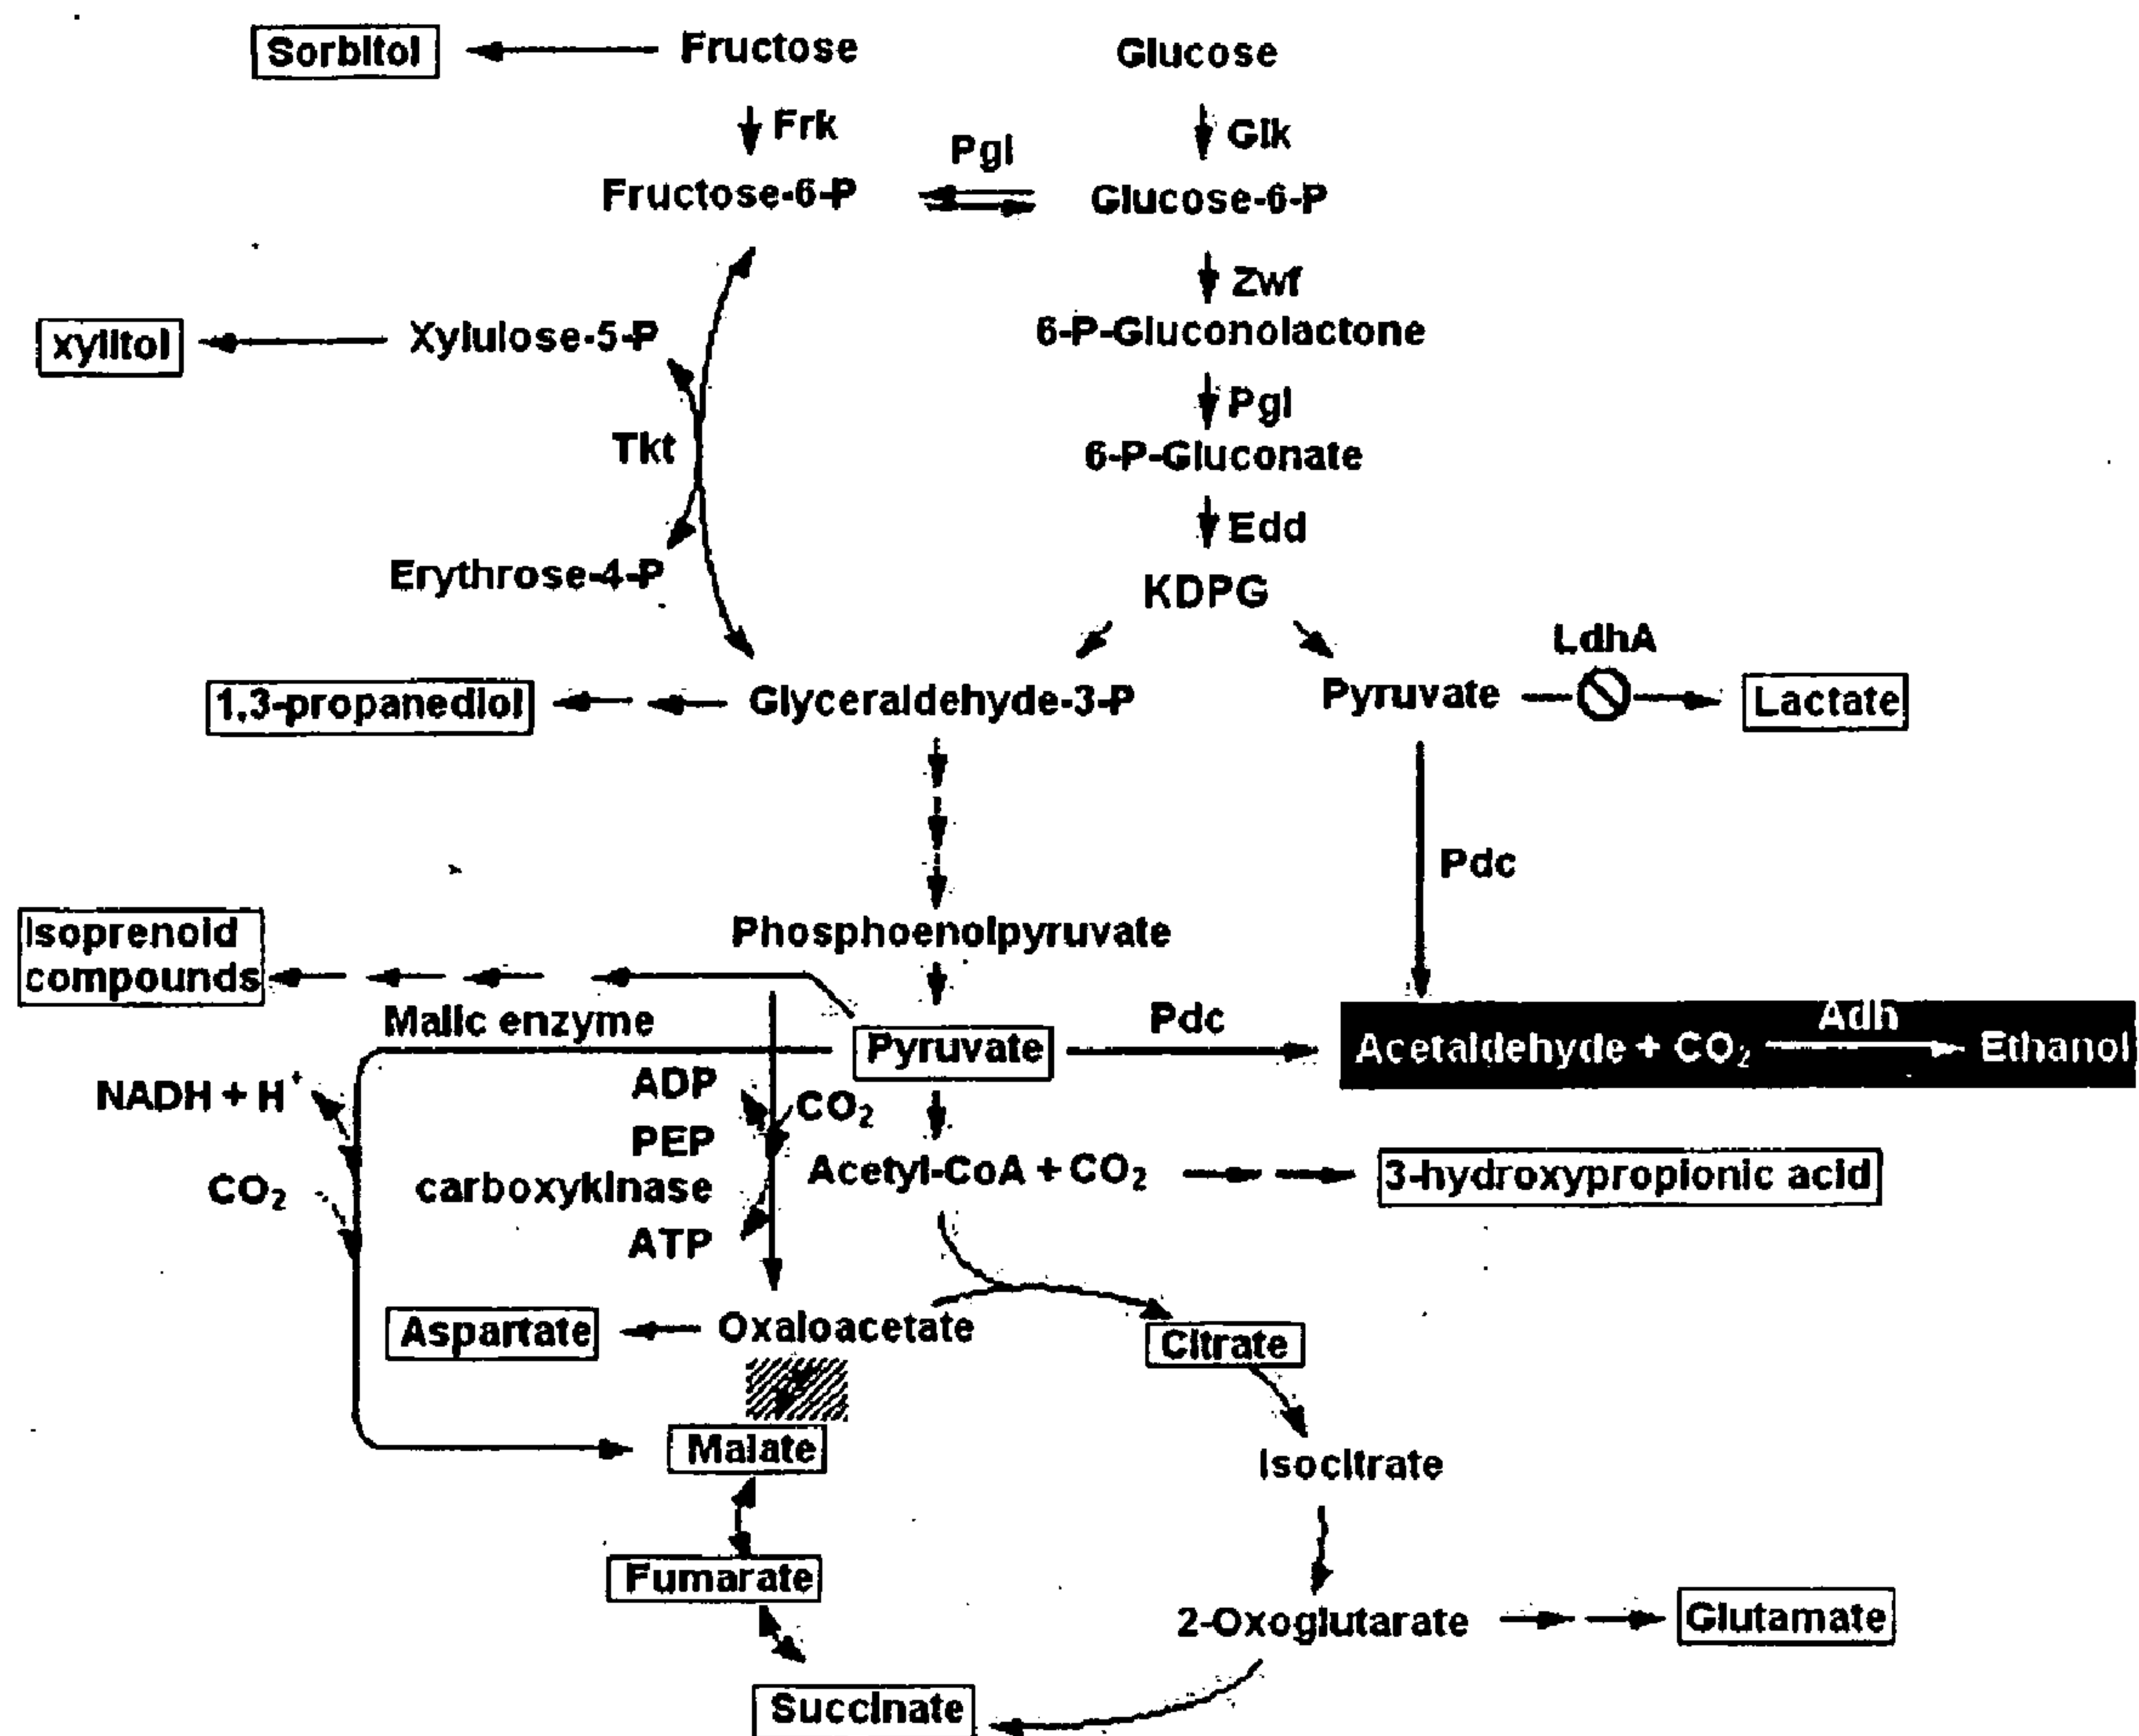 Sorbitol
Fructose
Glucose
Frk
Glk
Pgi
Fructose-6-P
Glucose-6-P
Zwf
xylitol
Xylulose-5-P
6-P-Gluconolactone
Pgl
Tkt
6-P-Gluconate
Edd
Erythrose-4-P
KDPG
LdhA
1,3-propanediol
Glyceraldehyde-3-P
Pyruvate
Lactate
Pdc
Isoprenoid
compounds
Phosphoenolpyruvate
Malic enzyme
Pyruvate
Pdc
Adh
Acetaldehyde + CO₂
Ethanol
NADH + H⁺
ADP
CO₂
PEP
carboxykinase
CO₂
Acetyl-CoA + CO₂
3-hydroxypropionic acid
ATP
Aspartate
Oxaloacetate
Citrate
Malate
Isocitrate
Fumarate
2-Oxoglutarate
Glutamate
Succinate